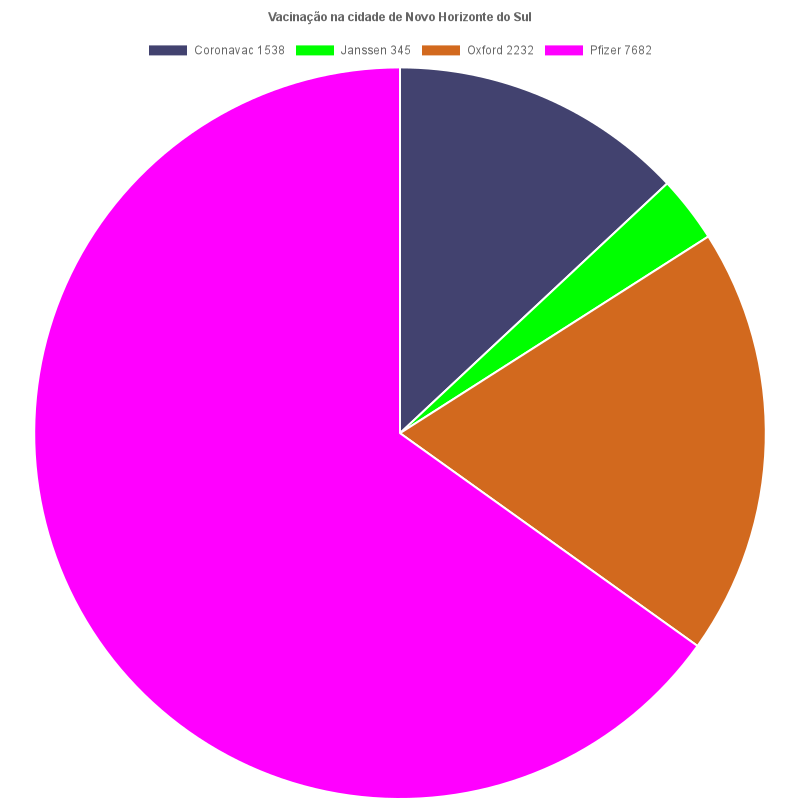 Vacinação na cidade de Novo Horizonte do Sul
Coronavac 1538 Janssen 345 Oxford 2232 Pfizer 7682